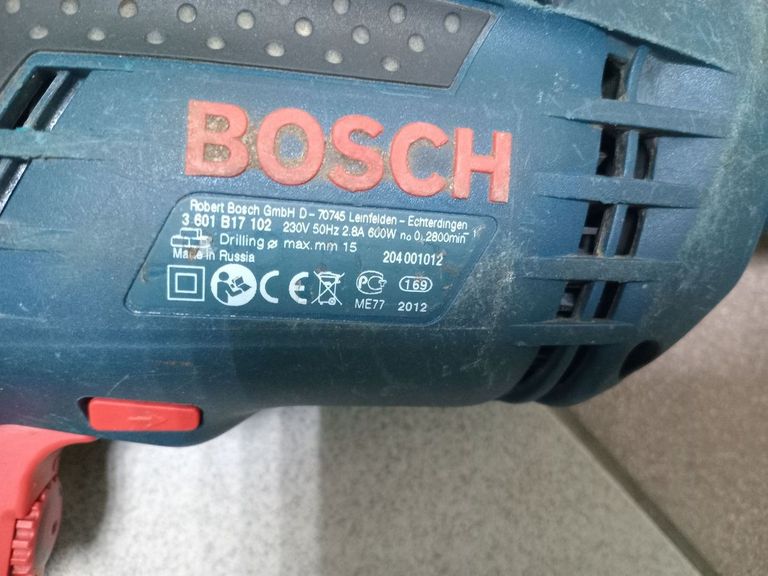 BOSCH
Robert Bosch GmbH D - 70745 Leinfelden - Echterdingen
3 601 B17 102 230V 50Hz 2.8A 600W n₀ 0..2800min⁻¹
Drilling ø max.mm 15
Made in Russia 204001012
CE 169
ME77 2012